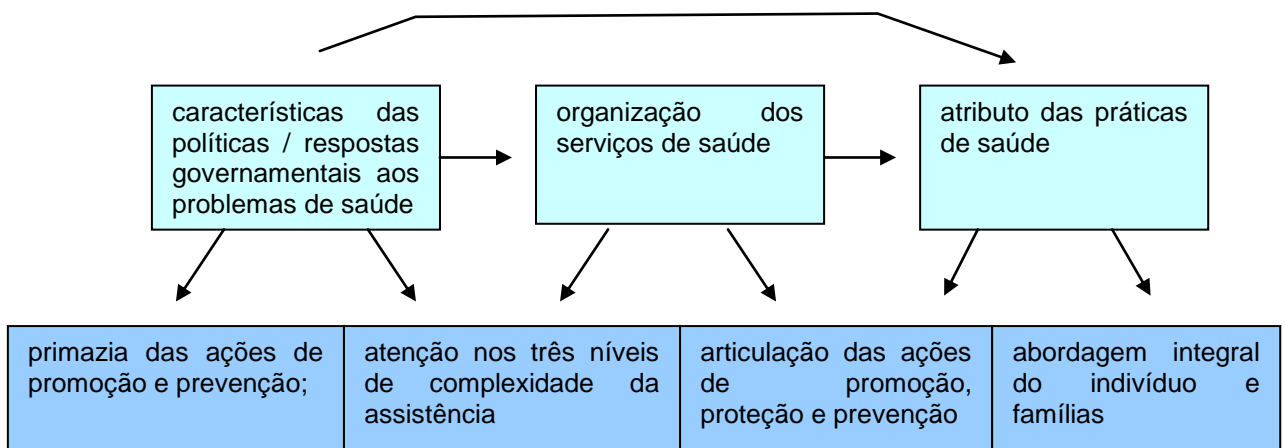 características das
políticas / respostas
governamentais aos
problemas de saúde
organização dos
serviços de saúde
atributo das práticas
de saúde
primazia das ações de
promoção e prevenção;
atenção nos três níveis
de complexidade da
assistência
articulação das ações
de promoção,
proteção e prevenção
abordagem integral
do indivíduo e
famílias